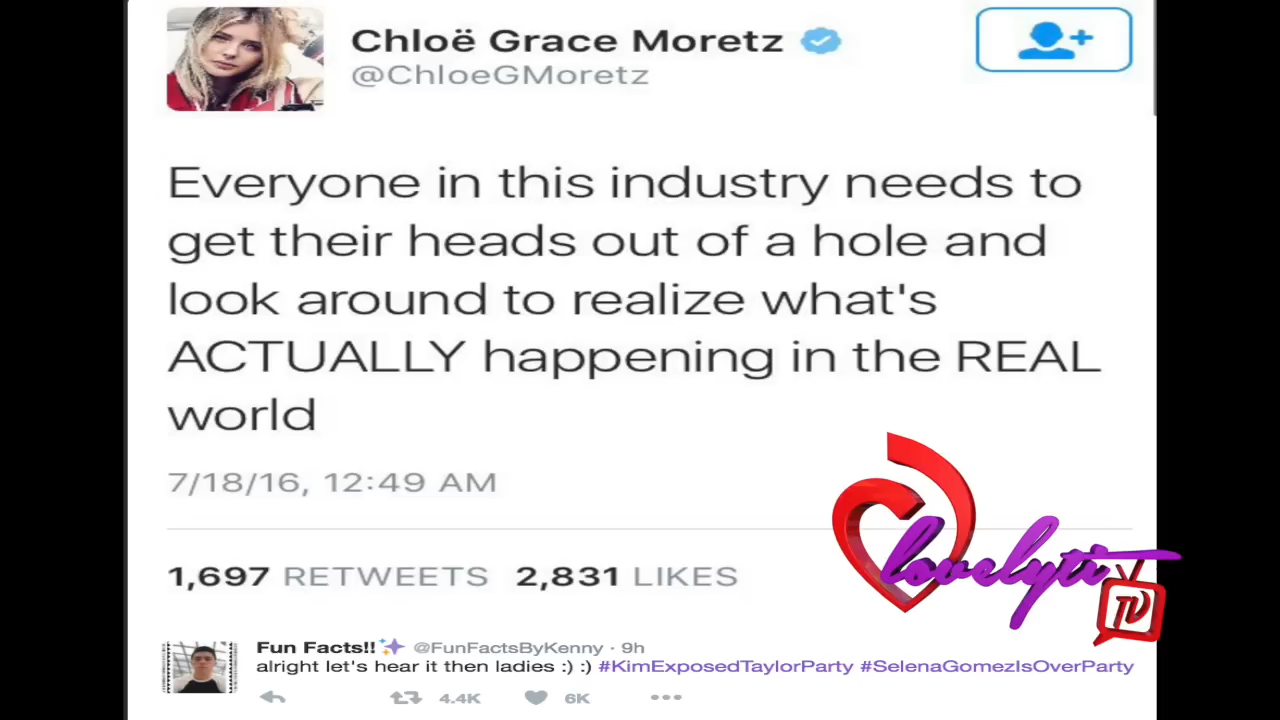 Chloë Grace Moretz
@ChloeGMoretz
Everyone in this industry needs to
get their heads out of a hole and
look around to realize what's
ACTUALLY happening in the REAL
world
7/18/16, 12:49 AM
1,697 RETWEETS 2,831 LIKES
lovelyti
TV
Fun Facts!! @FunFactsByKenny · 9h
alright let's hear it then ladies :) :) #KimExposedTaylorParty #SelenaGomezIsOverParty
4.4K 6K